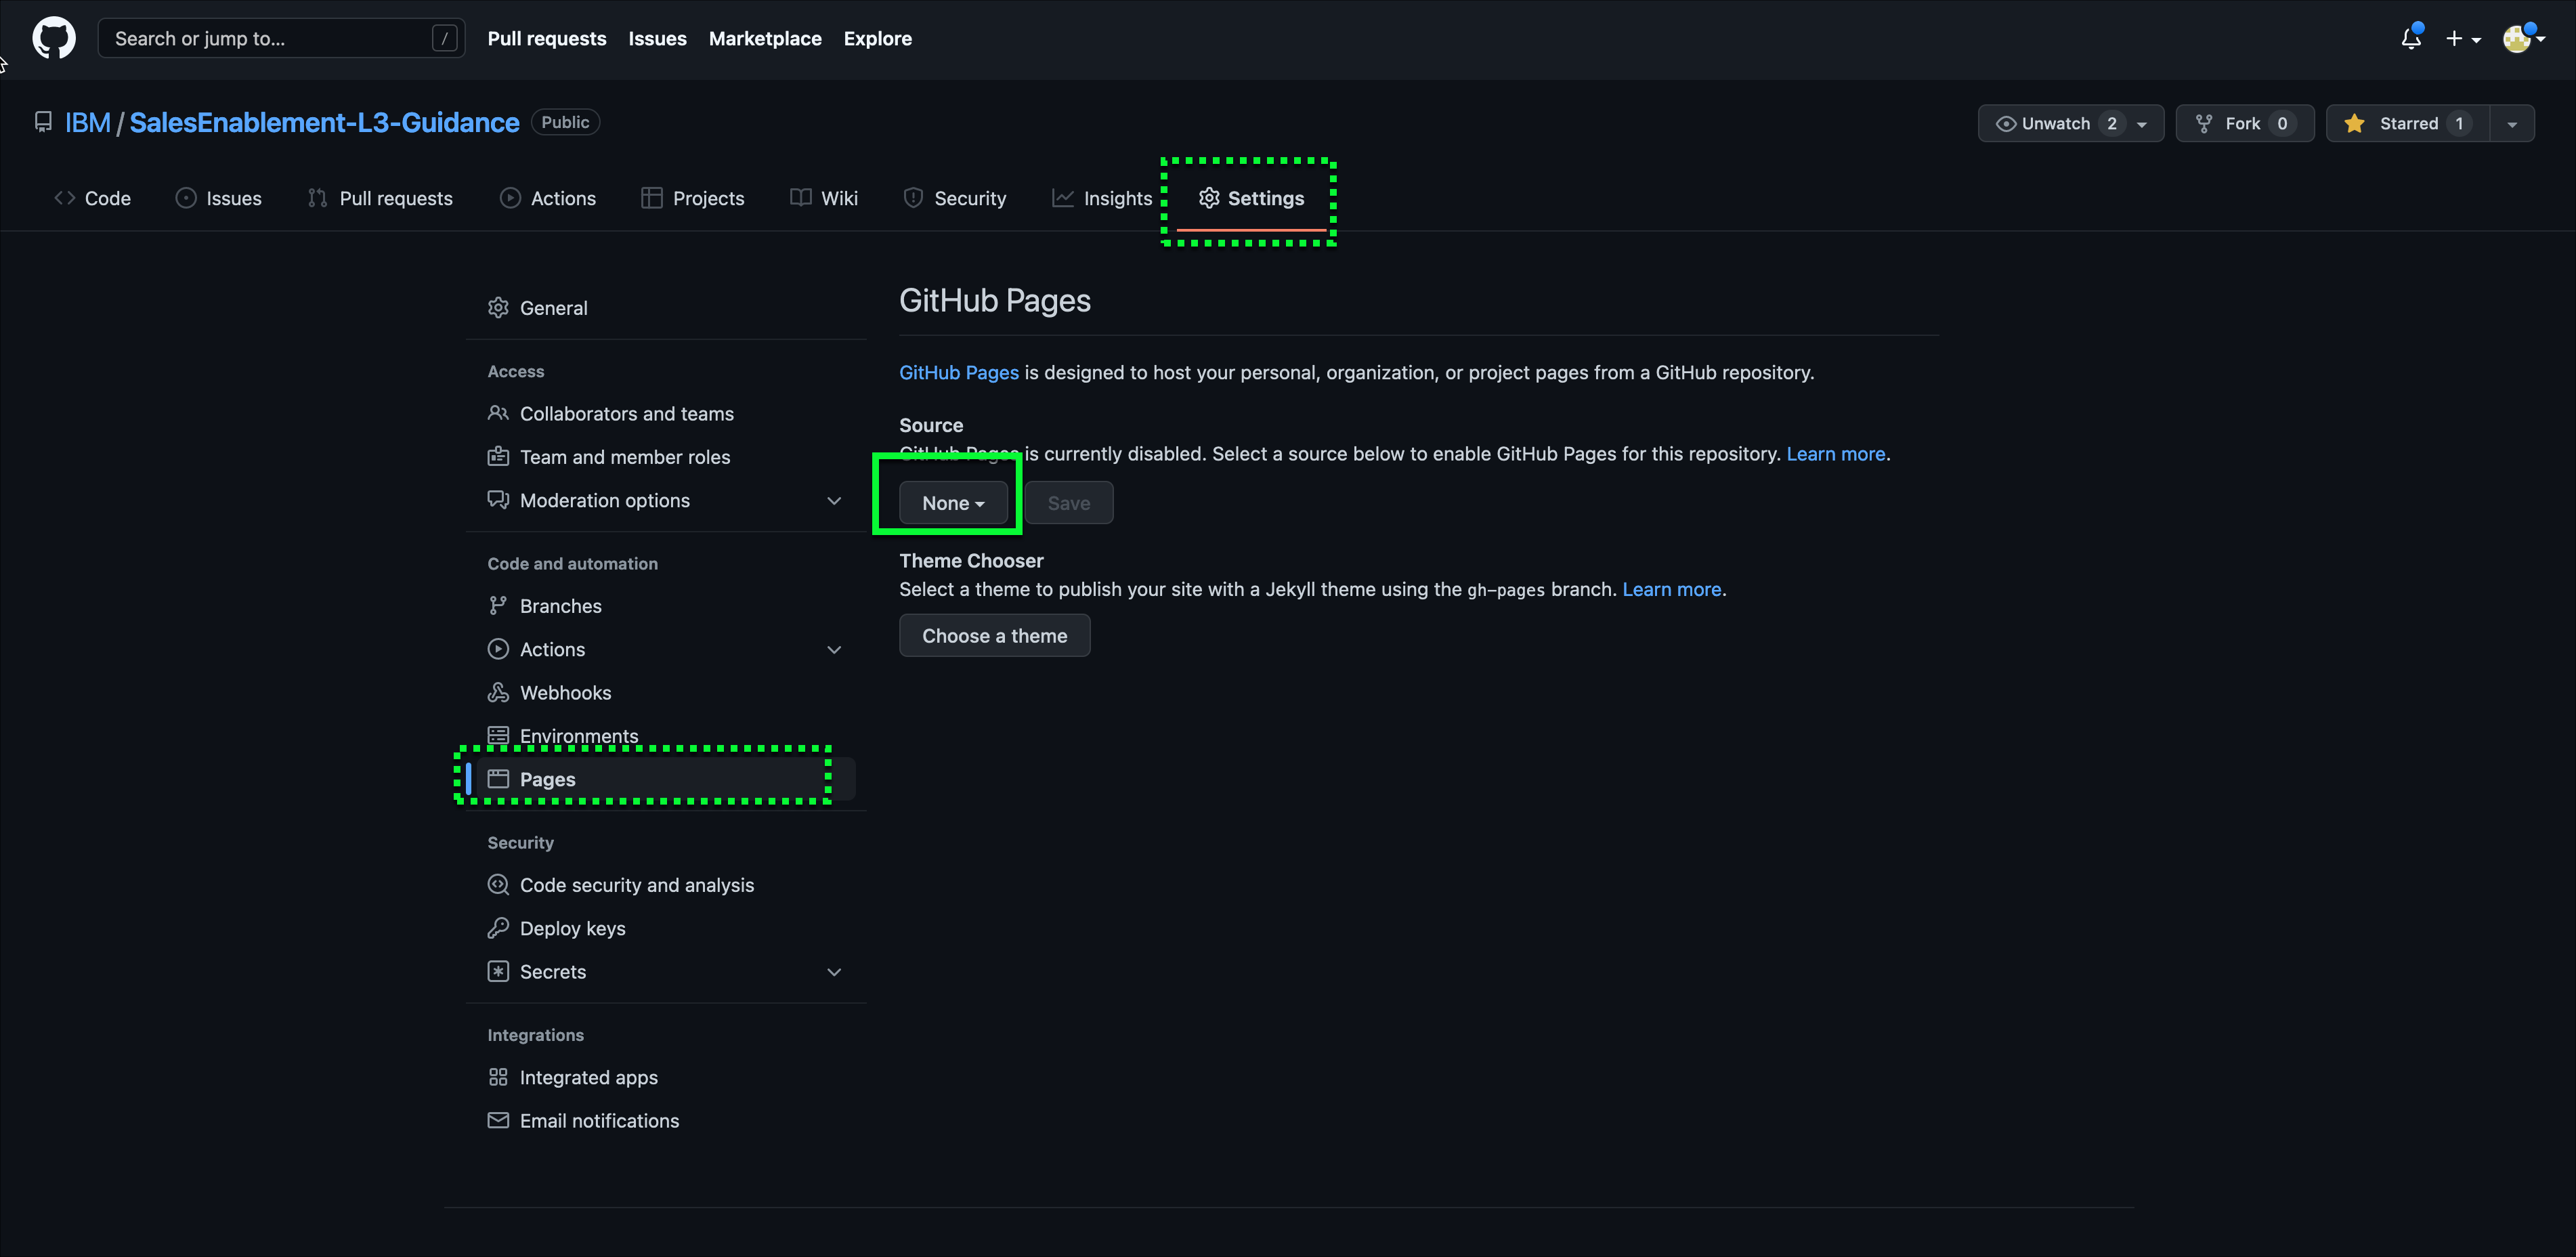 Search or jump to... / Pull requests Issues Marketplace Explore
IBM / SalesEnablement-L3-Guidance Public Unwatch 2 Fork 0 Starred 1
Code Issues Pull requests Actions Projects Wiki Security Insights Settings
General
Access
Collaborators and teams
Team and member roles
Moderation options
Code and automation
Branches
Actions
Webhooks
Environments
Pages
Security
Code security and analysis
Deploy keys
Secrets
Integrations
Integrated apps
Email notifications
GitHub Pages
GitHub Pages is designed to host your personal, organization, or project pages from a GitHub repository.
Source
GitHub Pages is currently disabled. Select a source below to enable GitHub Pages for this repository. Learn more.
None Save
Theme Chooser
Select a theme to publish your site with a Jekyll theme using the gh-pages branch. Learn more.
Choose a theme